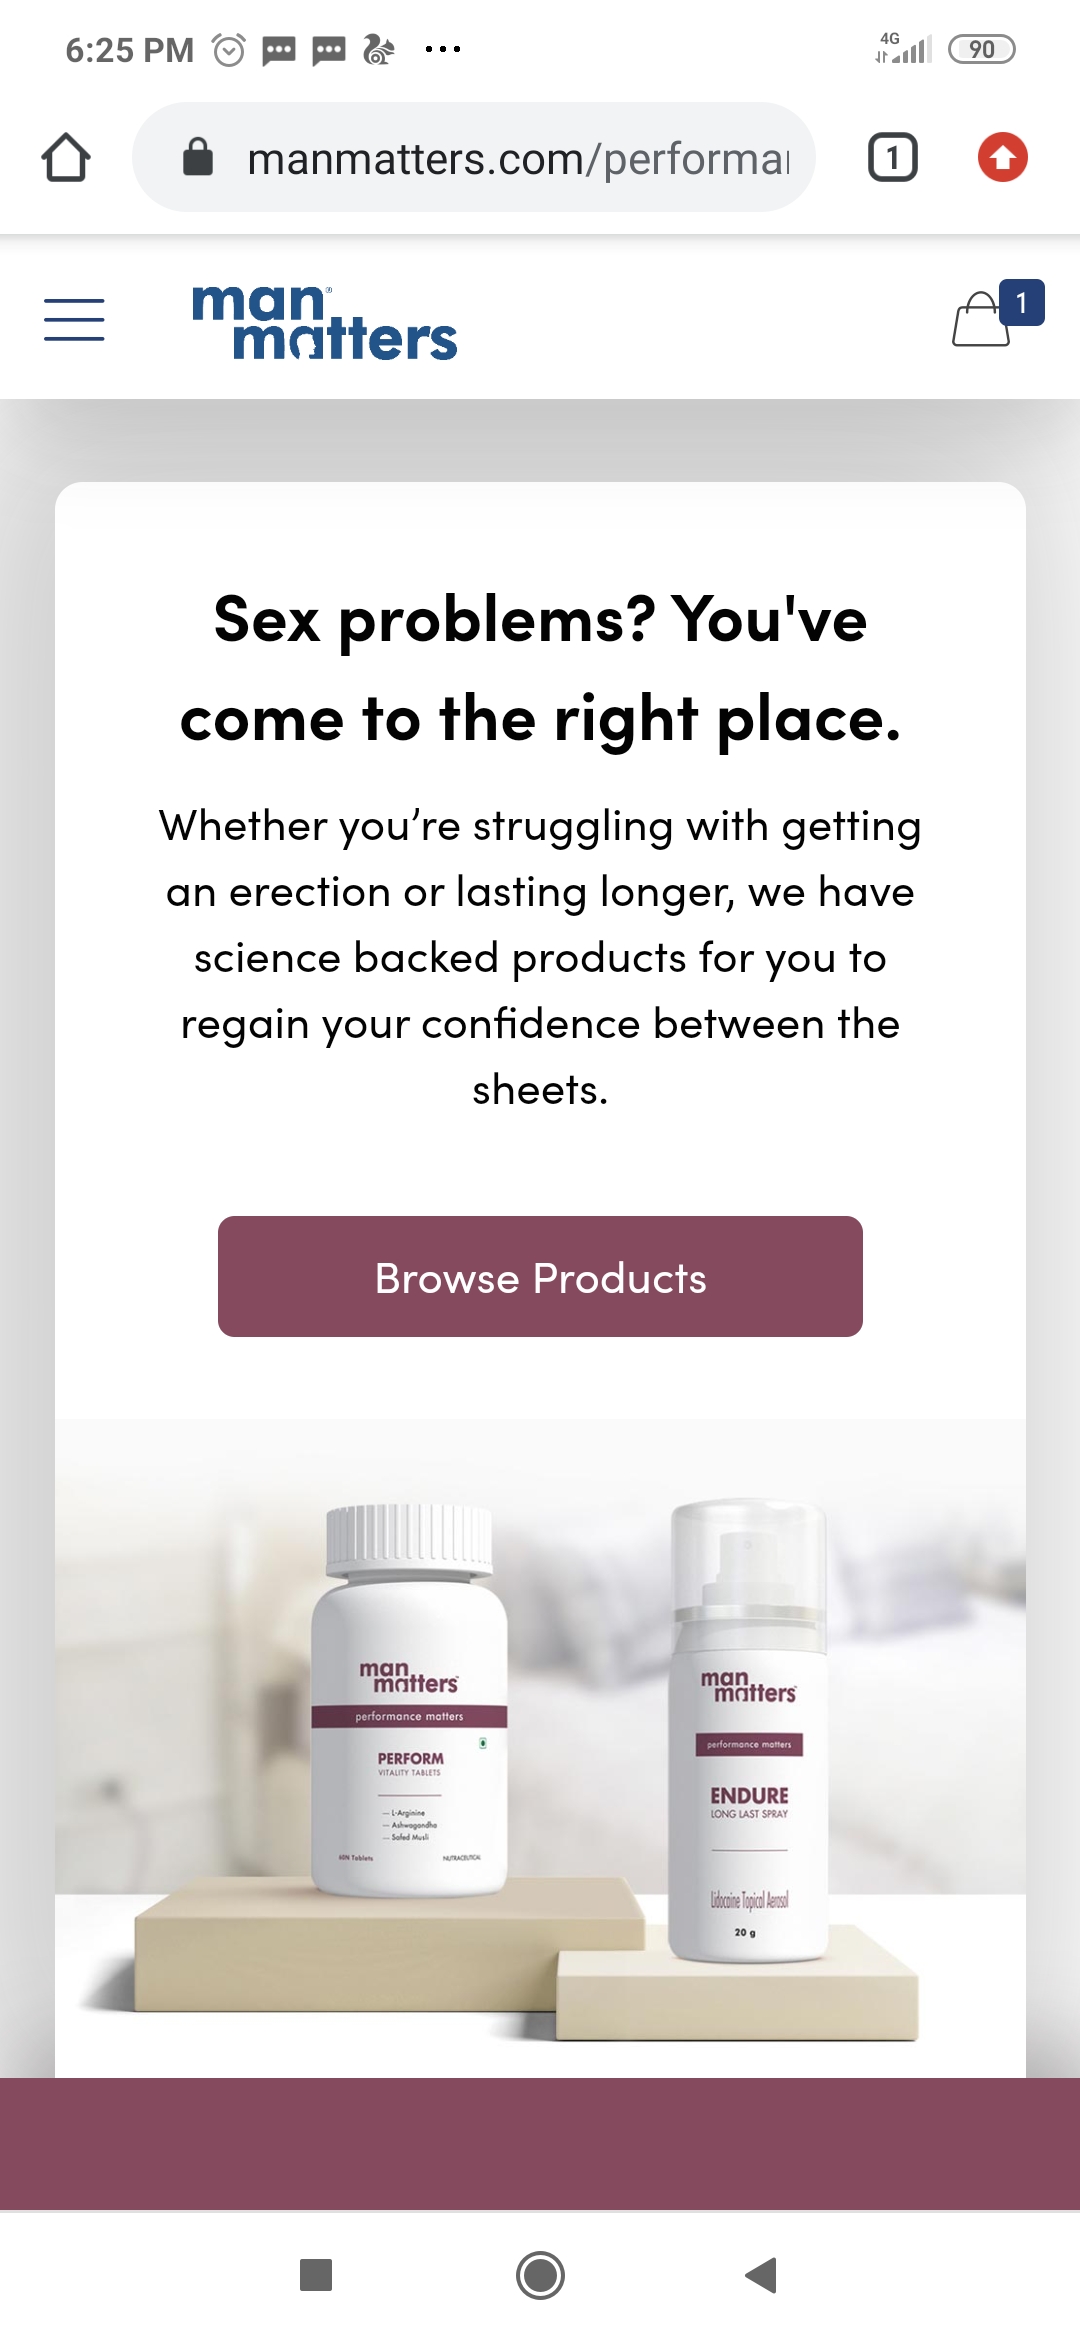 6:25 PM
4G
90
manmatters.com/performa
1
man
matters
1
Sex problems? You've
come to the right place.
Whether you’re struggling with getting
an erection or lasting longer, we have
science backed products for you to
regain your confidence between the
sheets.
Browse Products
man
matters
performance matters
PERFORM
VITALITY TABLETS
— L-Arginine
— Ashwagandha
— Safed Musli
60N Tablets
NUTRACEUTICAL
man
matters
performance matters
ENDURE
LONG LAST SPRAY
Lidocaine Topical Aerosol
20 g